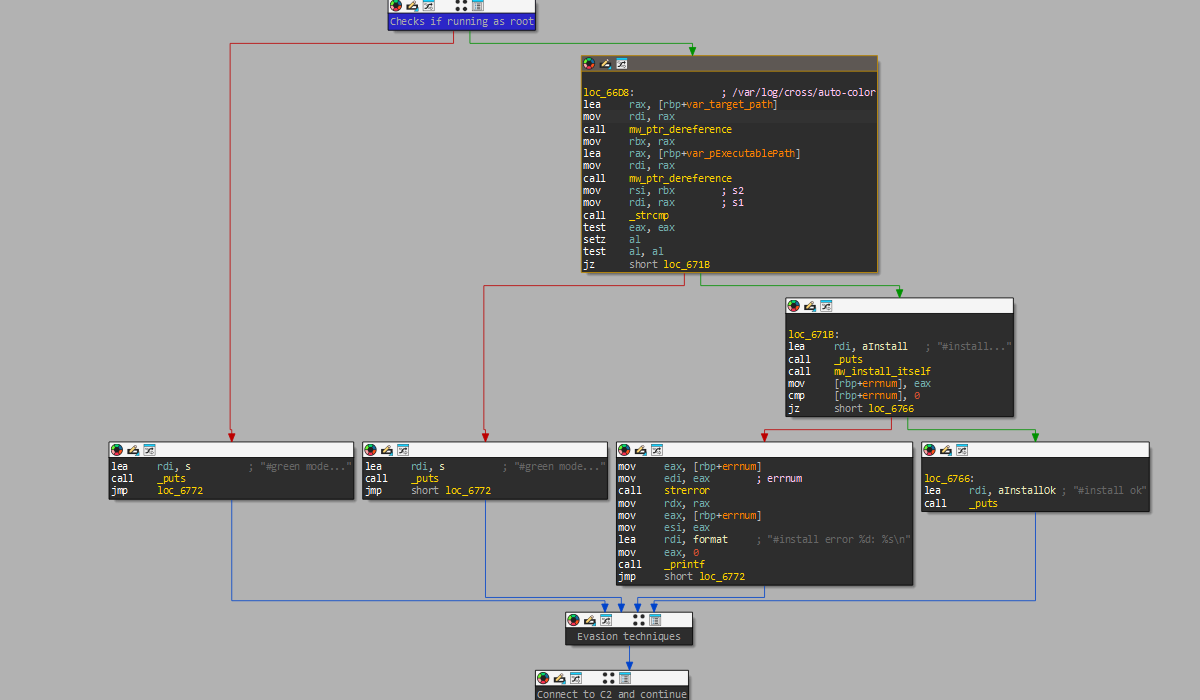 Checks if running as root
loc_66D8: ; /var/log/cross/auto-color
lea rax, [rbp+var_target_path]
mov rdi, rax
call mw_ptr_dereference
mov rbx, rax
lea rax, [rbp+var_pExecutablePath]
mov rdi, rax
call mw_ptr_dereference
mov rsi, rbx ; s2
mov rdi, rax ; s1
call _strcmp
test eax, eax
setz al
test al, al
jz short loc_671B
loc_671B:
lea rdi, aInstall ; "#install..."
call _puts
call mw_install_itself
mov [rbp+errnum], eax
cmp [rbp+errnum], 0
jz short loc_6766
lea rdi, s ; "#green mode..."
call _puts
jmp loc_6772
lea rdi, s ; "#green mode..."
call _puts
jmp short loc_6772
mov eax, [rbp+errnum]
mov edi, eax ; errnum
call strerror
mov rdx, rax
mov eax, [rbp+errnum]
mov esi, eax
lea rdi, format ; "#install error %d: %s\n"
mov eax, 0
call _printf
jmp short loc_6772
loc_6766:
lea rdi, aInstallOk ; "#install ok"
call _puts
Evasion techniques
Connect to C2 and continue